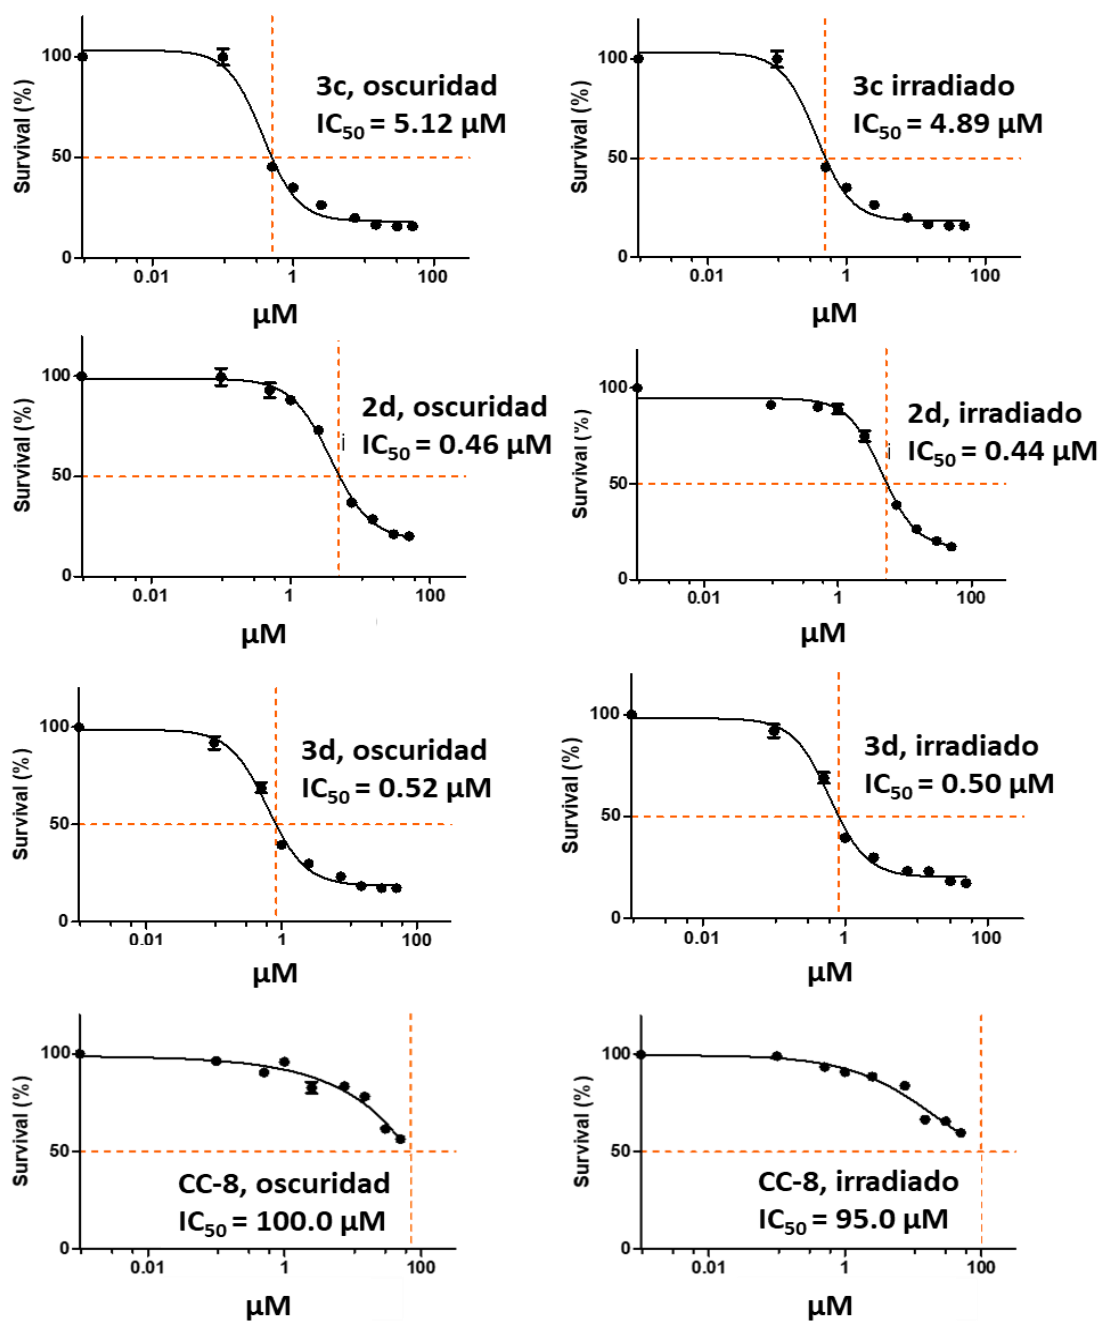 Survival (%)
100
50
0
3c, oscuridad
IC50 = 5.12 µM
0.01
1
100
µM
Survival (%)
100
50
0
3c irradiado
IC50 = 4.89 µM
0.01
1
100
µM
Survival (%)
100
50
0
2d, oscuridad
IC50 = 0.46 µM
0.01
1
100
µM
Survival (%)
100
50
0
2d, irradiado
IC50 = 0.44 µM
0.01
1
100
µM
Survival (%)
100
50
0
3d, oscuridad
IC50 = 0.52 µM
0.01
1
100
µM
Survival (%)
100
50
0
3d, irradiado
IC50 = 0.50 µM
0.01
1
100
µM
Survival (%)
100
50
0
CC-8, oscuridad
IC50 = 100.0 µM
0.01
1
100
µM
Survival (%)
100
50
0
CC-8, irradiado
IC50 = 95.0 µM
0.01
1
100
µM